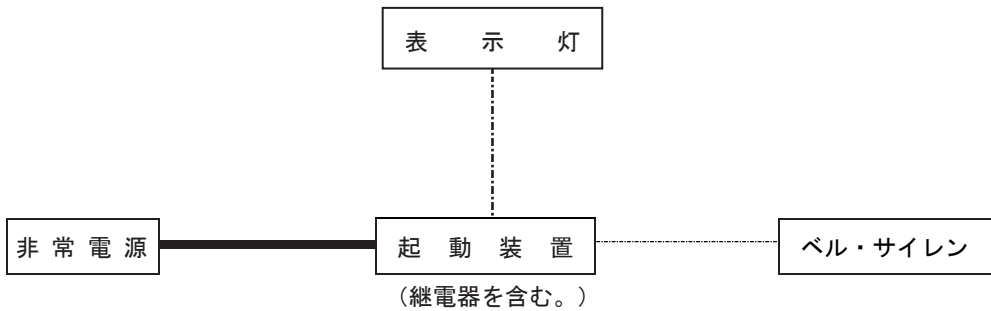 表示灯
非常電源
起動装置
ベル・サイレン
（継電器を含む。）